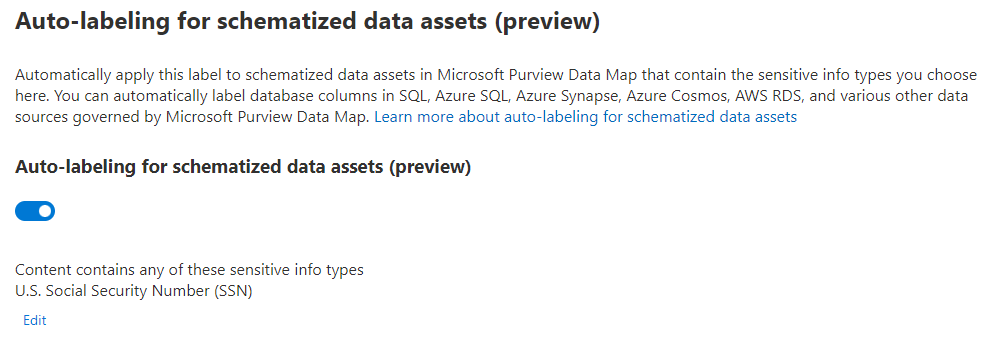 Auto-labeling for schematized data assets (preview)
Automatically apply this label to schematized data assets in Microsoft Purview Data Map that contain the sensitive info types you choose
here. You can automatically label database columns in SQL, Azure SQL, Azure Synapse, Azure Cosmos, AWS RDS, and various other data
sources governed by Microsoft Purview Data Map. Learn more about auto-labeling for schematized data assets
Auto-labeling for schematized data assets (preview)
Content contains any of these sensitive info types
U.S. Social Security Number (SSN)
Edit